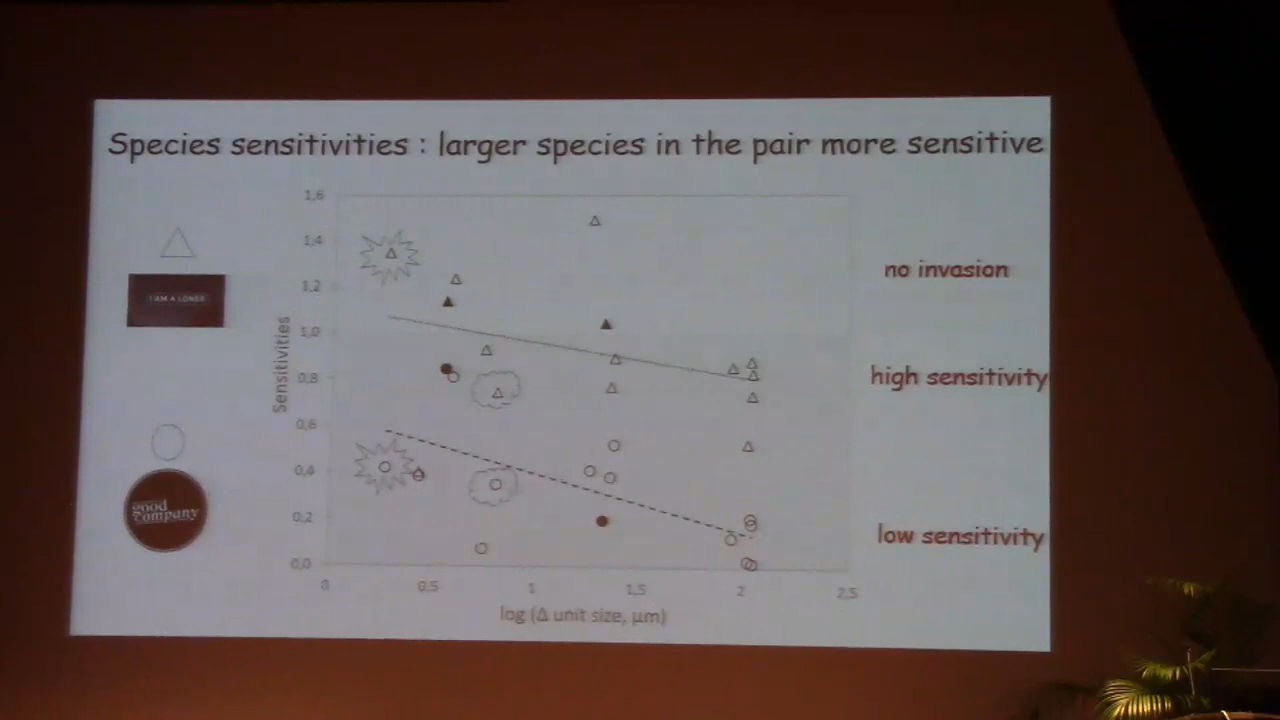 Species sensitivities : larger species in the pair more sensitive
1,6
1,4
1,2
1,0
0,8
0,6
0,4
0,2
0,0
Sensitivities
0
0,5
1
1,5
2
2,5
log (Δ unit size, µm)
I AM A LONER
good
company
no invasion
high sensitivity
low sensitivity